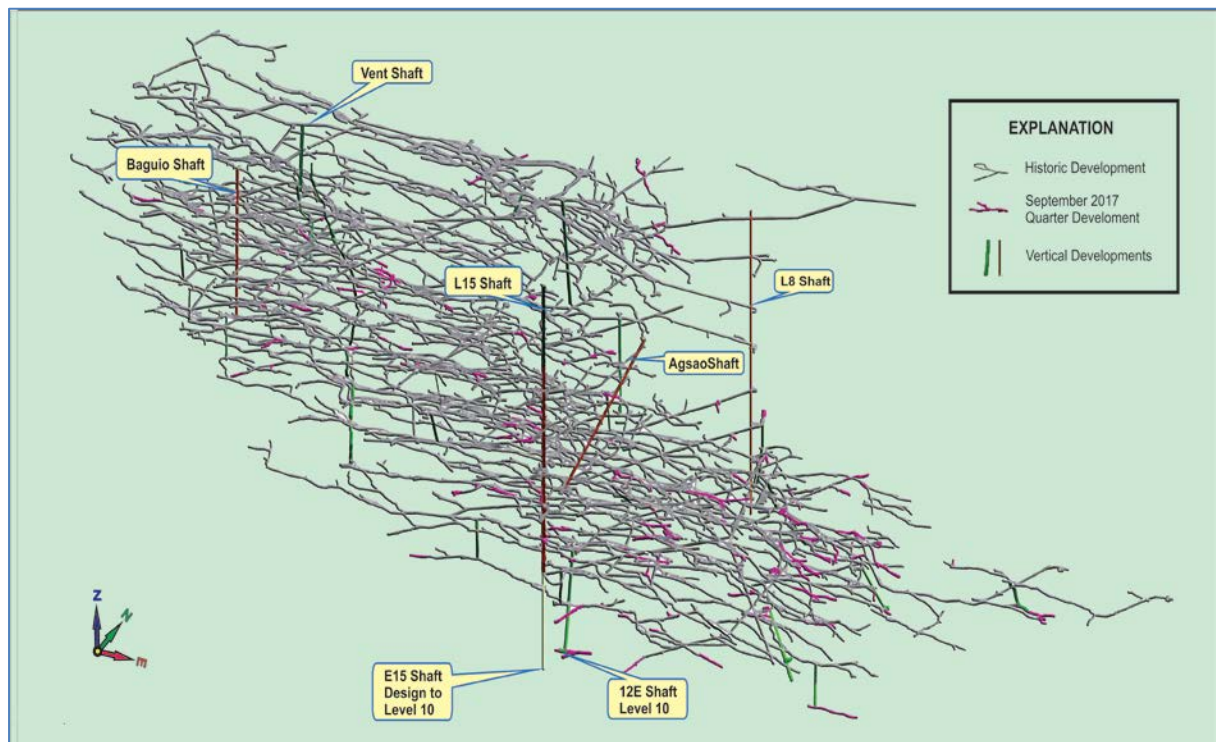 Vent Shaft
Baguio Shaft
L15 Shaft
L8 Shaft
AgsaoShaft
E15 Shaft
Design to
Level 10
12E Shaft
Level 10
EXPLANATION
Historic Development
September 2017
Quarter Develoment
Vertical Developments
Z
N
E